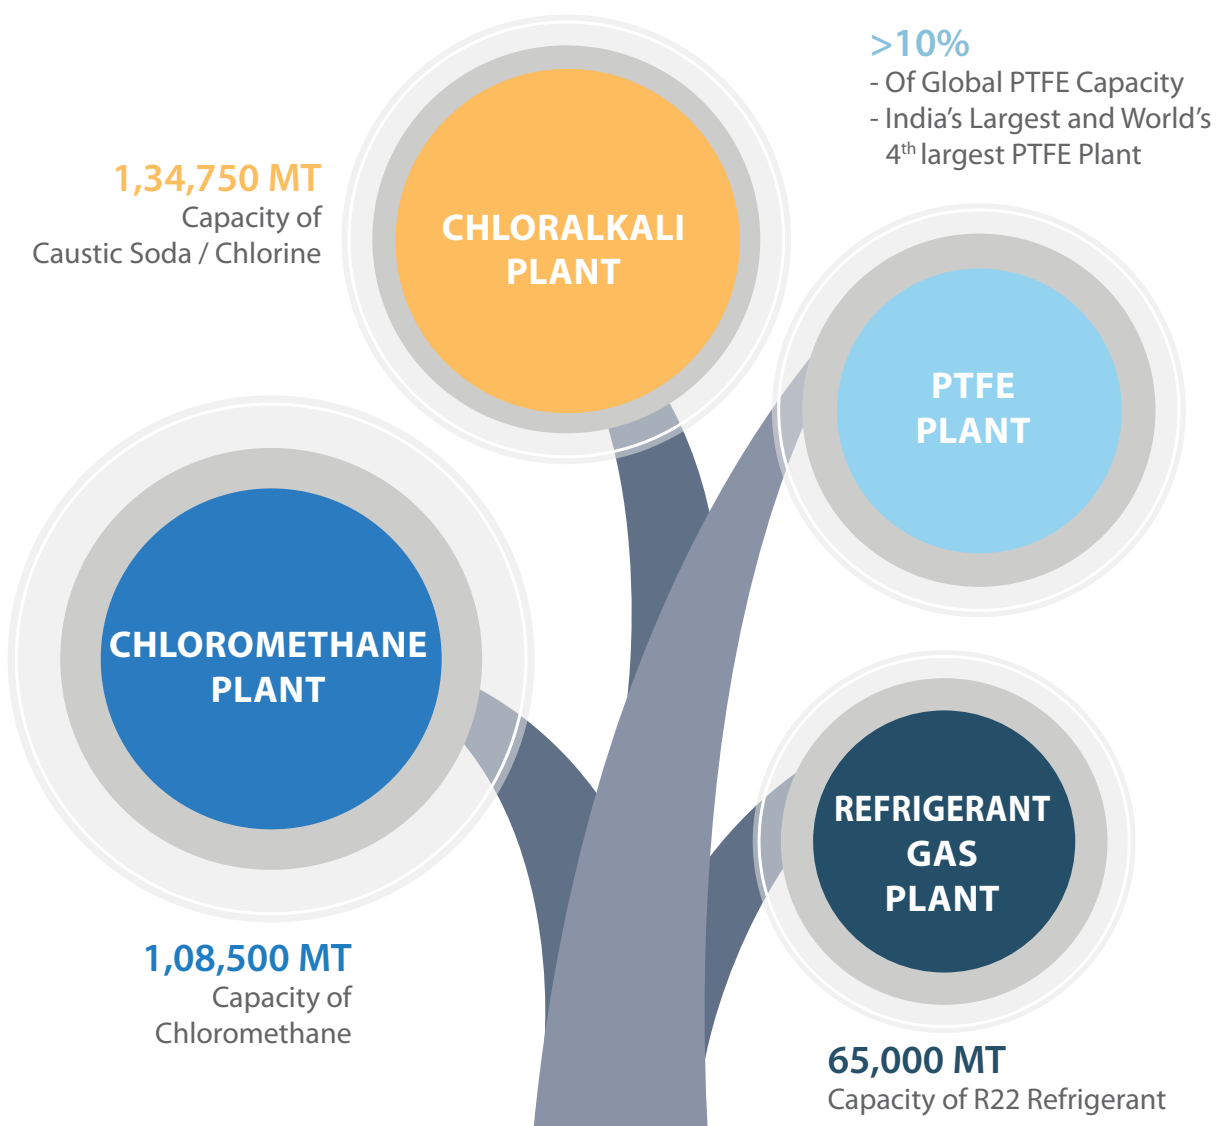 >10%
- Of Global PTFE Capacity
- India's Largest and World's
4th largest PTFE Plant
1,34,750 MT
Capacity of
Caustic Soda / Chlorine
CHLORALKALI
PLANT
PTFE
PLANT
CHLOROMETHANE
PLANT
1,08,500 MT
Capacity of
Chloromethane
REFRIGERANT
GAS
PLANT
65,000 MT
Capacity of R22 Refrigerant